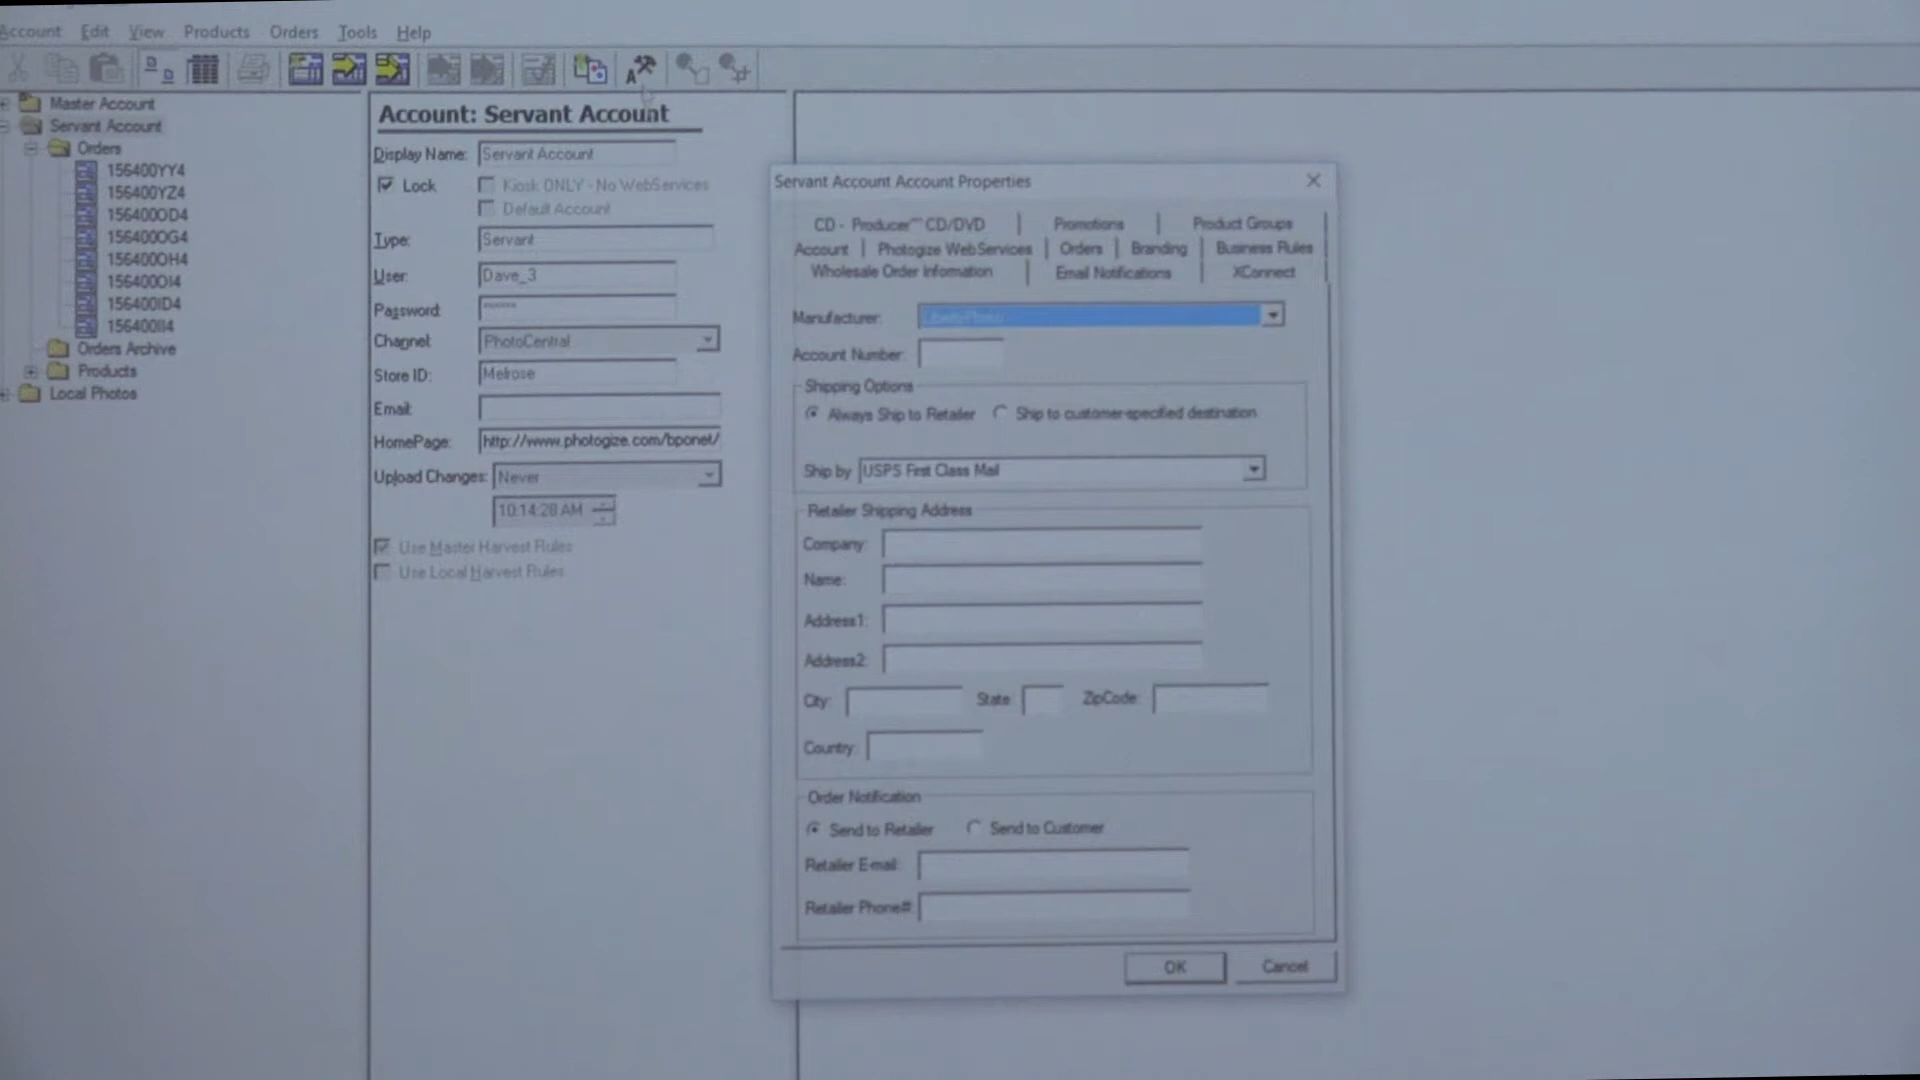 Account Edit View Products Orders Tools Help
Master Account
Servant Account
Orders
156400YY4
156400YZ4
156400OD4
156400OG4
156400OH4
156400OI4
156400ID4
156400II4
Orders Archive
Products
Local Photos
Account: Servant Account
Display Name: Servant Account
Lock Kiosk ONLY - No WebServices
Default Account
Type: Servant
User: Dave_3
Password:
Channel: PhotoCentral
Store ID: Melrose
Email:
HomePage: http://www.photogize.com/bponet/
Upload Changes: Never
10:14:28 AM
Use Master Harvest Rules
Use Local Harvest Rules
Servant Account Account Properties
CD - Producer™ CD/DVD Promotions Product Groups
Account Photogize WebServices Orders Branding Business Rules
Wholesale Order Information Email Notifications XConnect
Manufacturer:
Account Number:
Shipping Options
Always Ship to Retailer Ship to customer-specified destination
Ship by USPS First Class Mail
Retailer Shipping Address
Company:
Name:
Address1:
Address2:
City: State: ZipCode:
Country:
Order Notification
Send to Retailer Send to Customer
Retailer E-mail:
Retailer Phone#:
OK Cancel